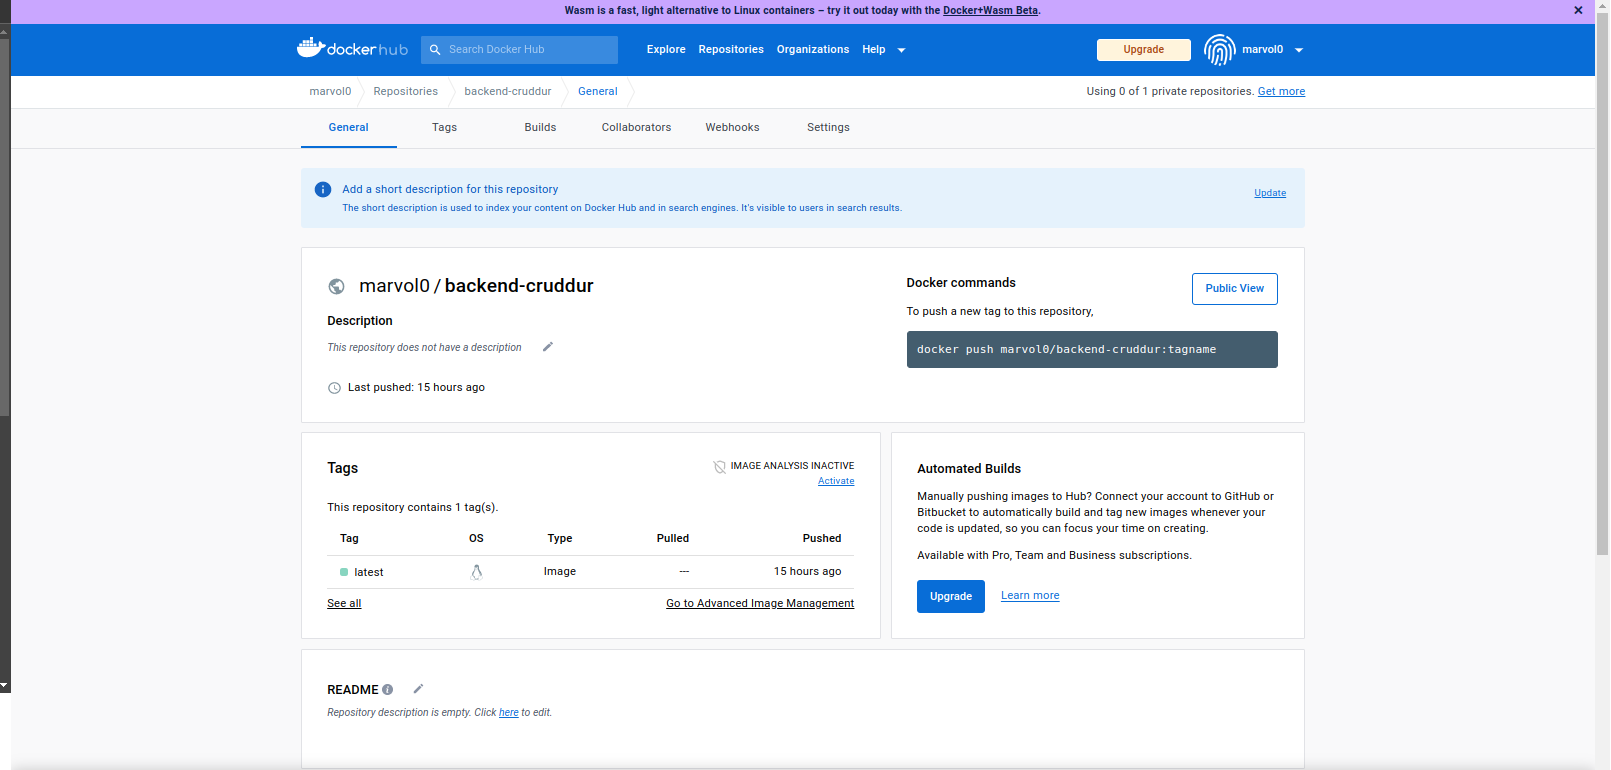 Wasm is a fast, light alternative to Linux containers – try it out today with the Docker+Wasm Beta.
docker hub
Search Docker Hub
Explore Repositories Organizations Help
Upgrade
marvol0
marvol0 Repositories backend-cruddur General
Using 0 of 1 private repositories. Get more
General Tags Builds Collaborators Webhooks Settings
Add a short description for this repository
The short description is used to index your content on Docker Hub and in search engines. It's visible to users in search results.
Update
marvol0 / backend-cruddur
Description
This repository does not have a description
Last pushed: 15 hours ago
Docker commands
Public View
To push a new tag to this repository,
docker push marvol0/backend-cruddur:tagname
Tags
IMAGE ANALYSIS INACTIVE
Activate
This repository contains 1 tag(s).
Tag OS Type Pulled Pushed
latest Image --- 15 hours ago
See all
Go to Advanced Image Management
Automated Builds
Manually pushing images to Hub? Connect your account to GitHub or
Bitbucket to automatically build and tag new images whenever your
code is updated, so you can focus your time on creating.
Available with Pro, Team and Business subscriptions.
Upgrade
Learn more
README
Repository description is empty. Click here to edit.